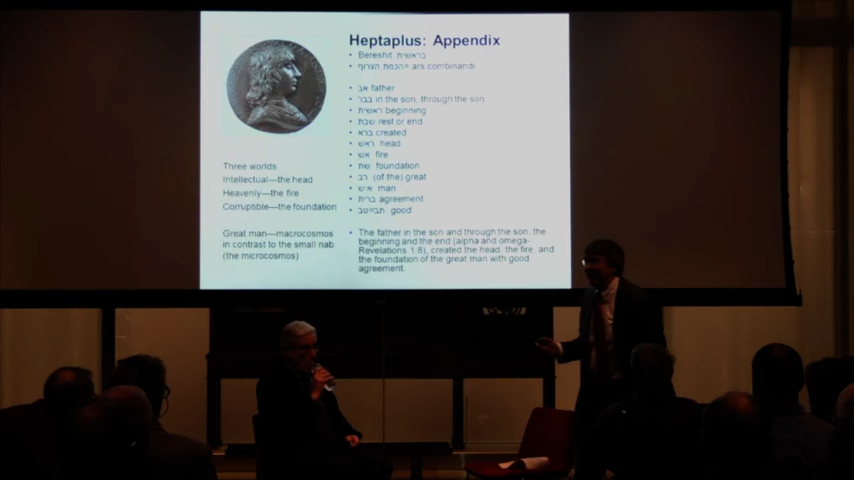 Heptaplus: Appendix
• Bereshit בראשית
• חכמת הצרוף= ars combinandi
• אב father
• בבר in the son, through the son
• ראשית beginning
• שבת rest or end
• ברא created
• ראש head
• אש fire
• שת foundation
• רב (of the) great
• איש man
• ברית agreement
• תב=טב good
• The father in the son and through the son, the
beginning and the end (alpha and omega-
Revelations 1:8), created the head, the fire, and
the foundation of the great man with good
agreement.
Three worlds
Intellectual—the head
Heavenly—the fire
Corruptible—the foundation
Great man—macrocosmos
in contrast to the small nab
(the microcosmos)